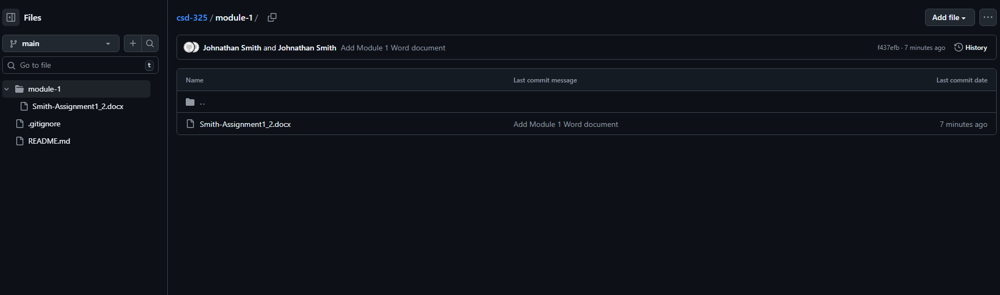 Files
main
Go to file
t
module-1
Smith-Assignment1_2.docx
.gitignore
README.md
csd-325 / module-1 /
Add file
Johnathan Smith and Johnathan Smith Add Module 1 Word document
f437efb · 7 minutes ago
History
Name Last commit message Last commit date
..
Smith-Assignment1_2.docx Add Module 1 Word document 7 minutes ago